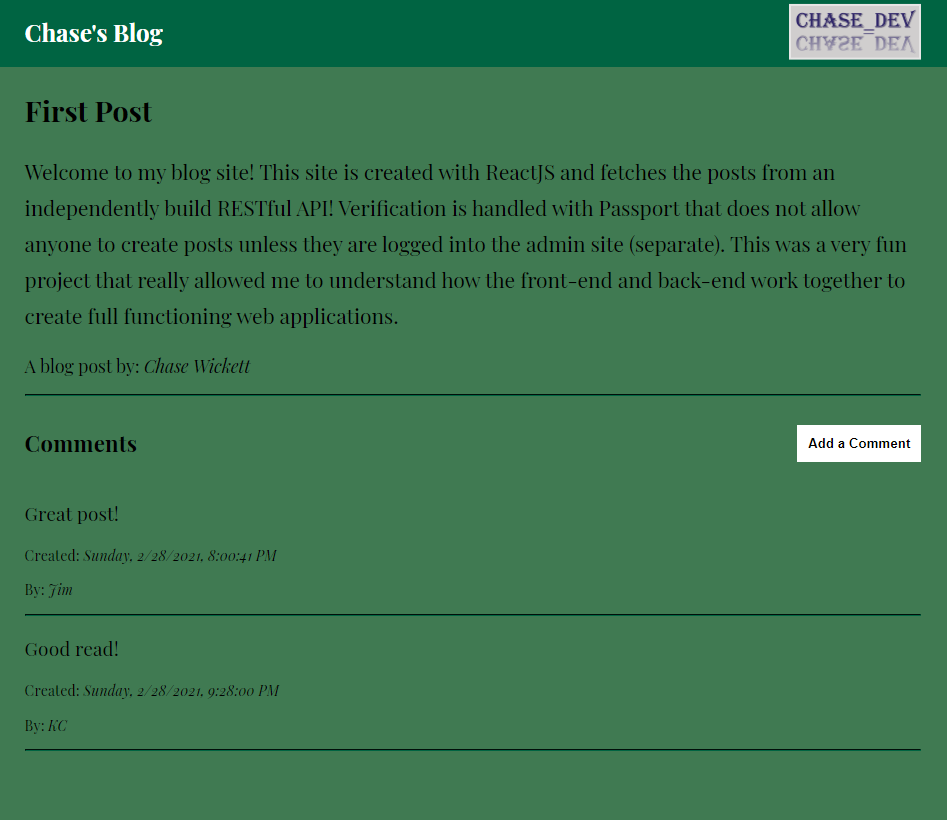 Chase's Blog
CHASE_DEV
First Post
Welcome to my blog site! This site is created with ReactJS and fetches the posts from an
independently build RESTful API! Verification is handled with Passport that does not allow
anyone to create posts unless they are logged into the admin site (separate). This was a very fun
project that really allowed me to understand how the front-end and back-end work together to
create full functioning web applications.
A blog post by: Chase Wickett
Comments
Add a Comment
Great post!
Created: Sunday, 2/28/2021, 8:00:41 PM
By: Jim
Good read!
Created: Sunday, 2/28/2021, 9:28:00 PM
By: KC